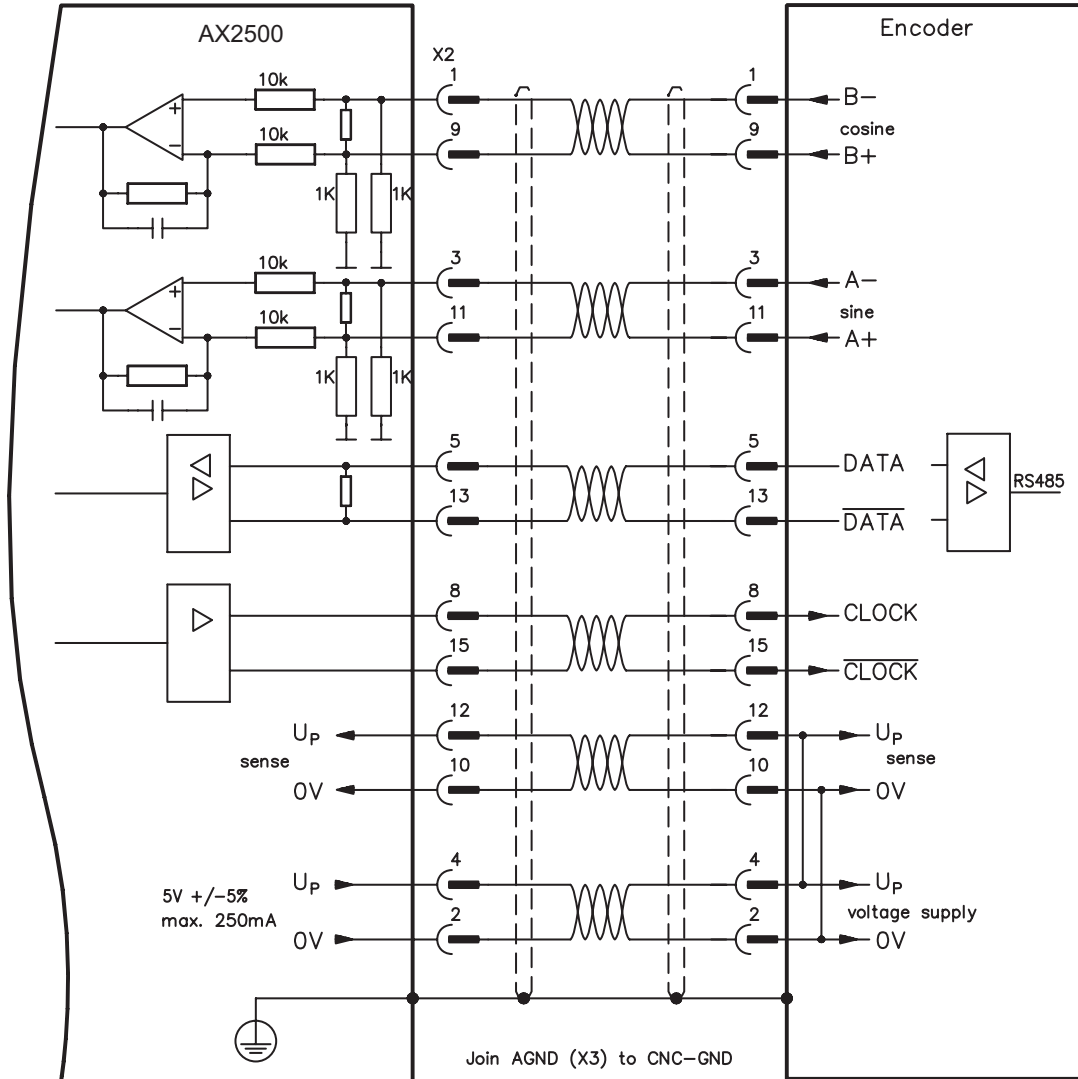 AX2500
Encoder
X2
10k
1
1
B−
cosine
10k
9
9
B+
1K
1K
10k
3
3
A−
sine
10k
11
11
A+
1K
1K
5
5
DATA
RS485
13
13
DATA
8
8
CLOCK
15
15
CLOCK
UP
12
12
UP
sense
sense
0V
10
10
0V
5V +/−5%
max. 250mA
UP
4
4
UP
voltage supply
0V
2
2
0V
Join AGND (X3) to CNC−GND